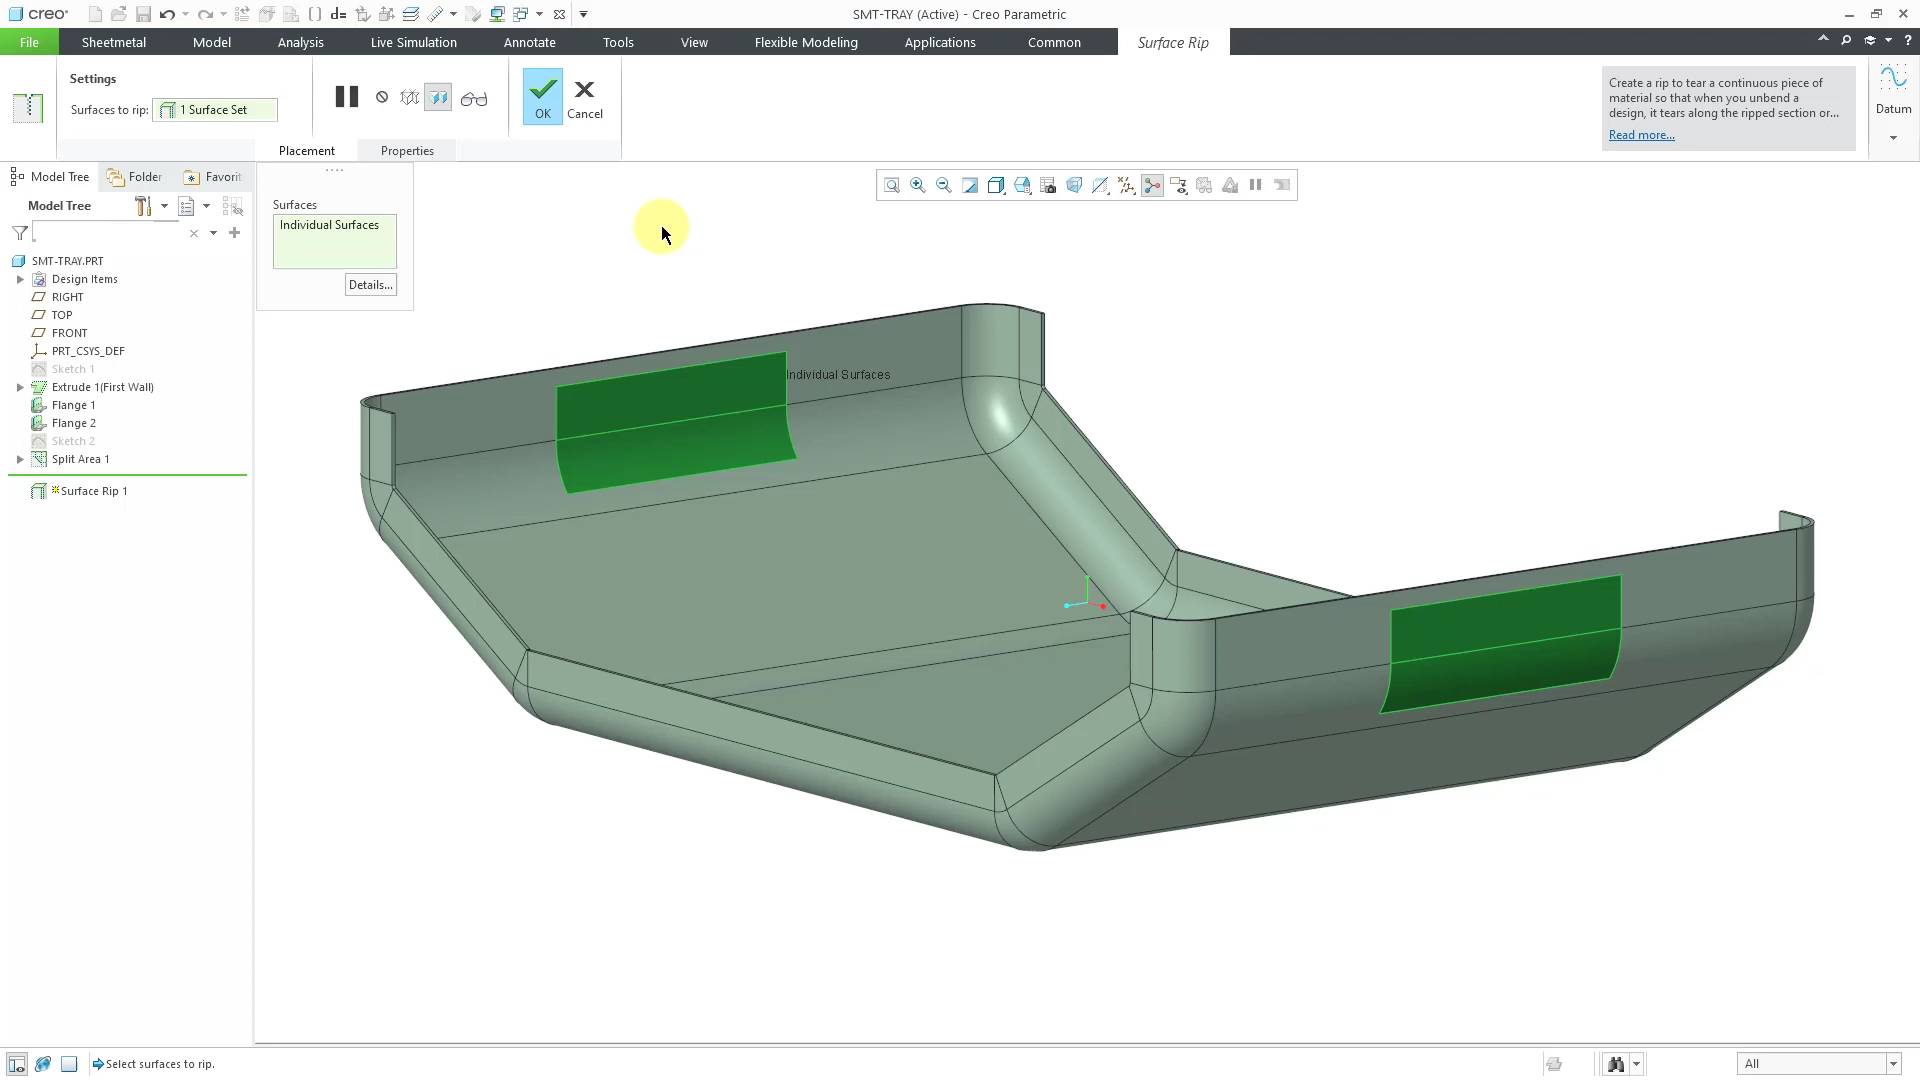 creo
d=
SMT-TRAY (Active) - Creo Parametric
File
Sheetmetal
Model
Analysis
Live Simulation
Annotate
Tools
View
Flexible Modeling
Applications
Common
Surface Rip
Settings
Surfaces to rip:
1 Surface Set
OK
Cancel
Create a rip to tear a continuous piece of
material so that when you unbend a
design, it tears along the ripped section or...
Read more...
Datum
Placement
Properties
Model Tree
Folder
Favorit
Model Tree
Surfaces
Individual Surfaces
Details...
SMT-TRAY.PRT
Design Items
RIGHT
TOP
FRONT
PRT_CSYS_DEF
Sketch 1
Extrude 1(First Wall)
Flange 1
Flange 2
Sketch 2
Split Area 1
Surface Rip 1
Individual Surfaces
Select surfaces to rip.
All